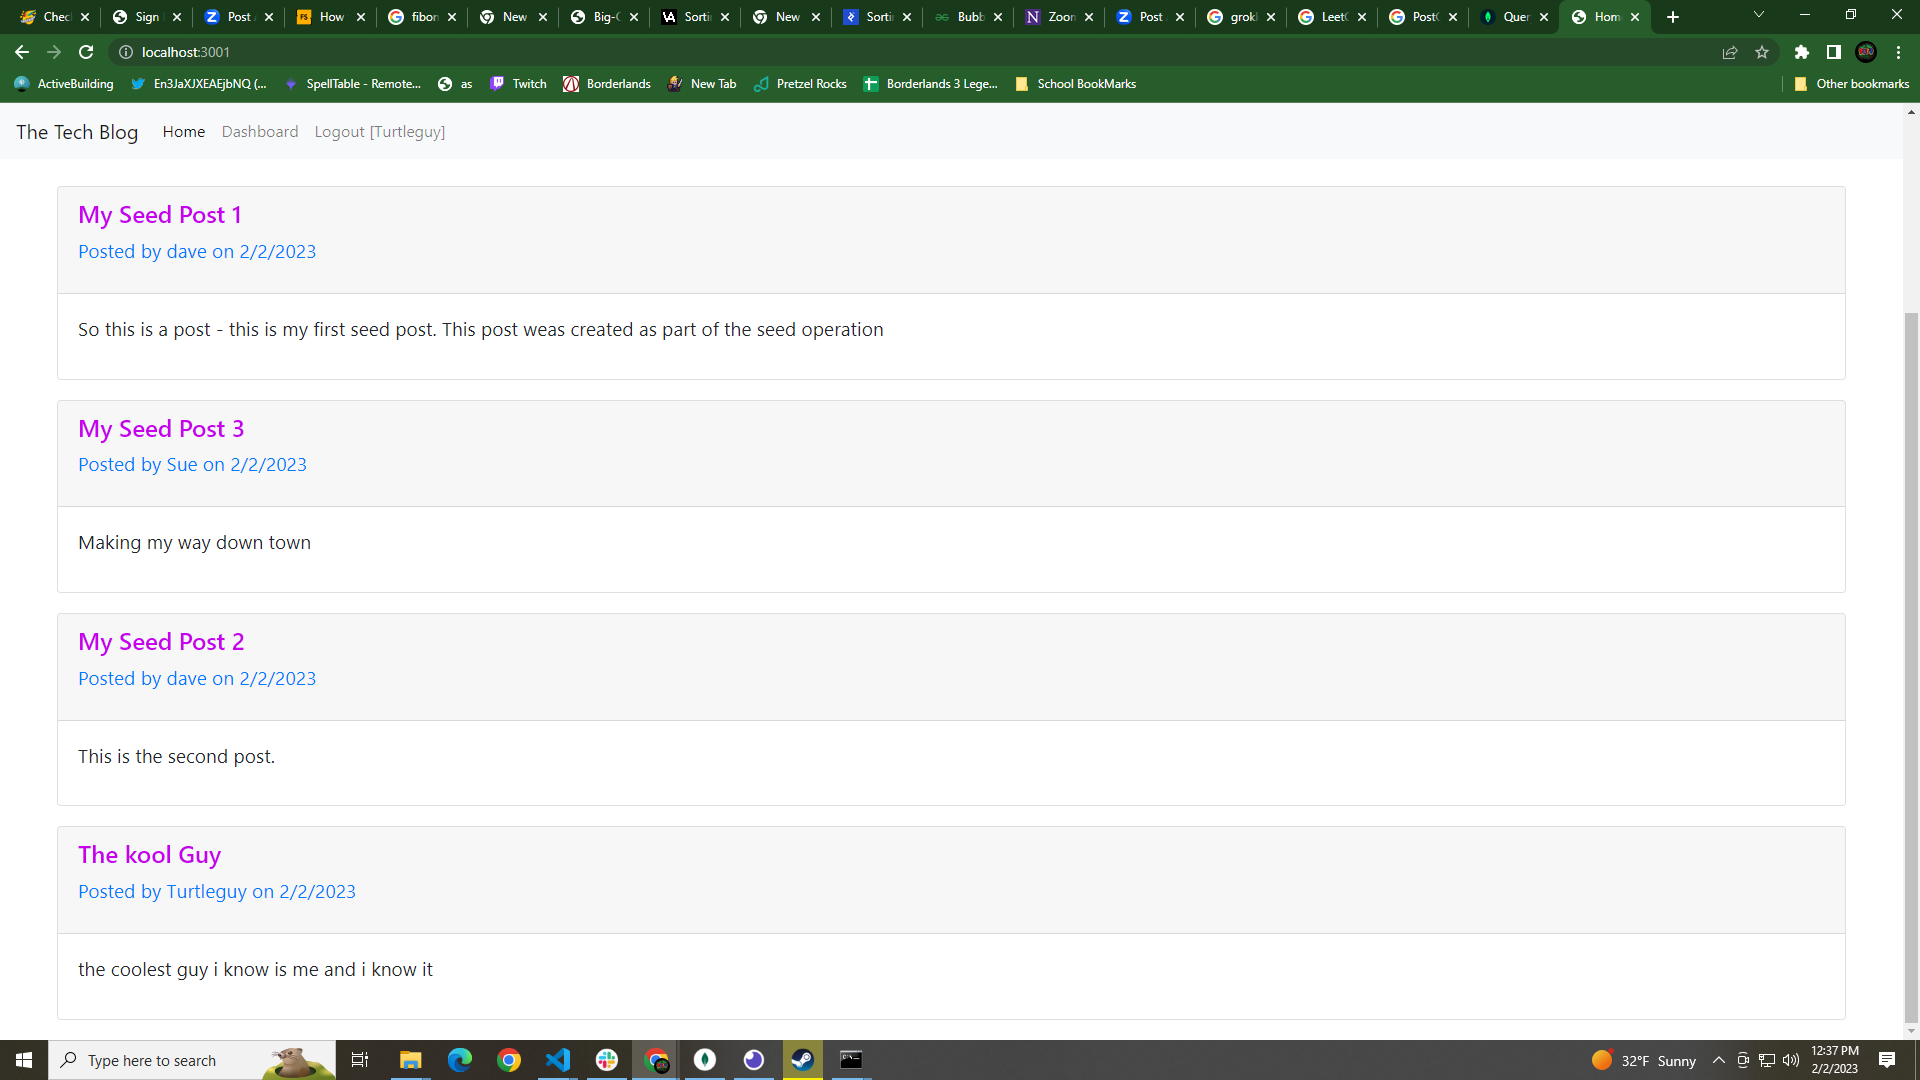 Chec
Sign
Post
How
fibon
New
Big-
Sorti
New
Sorti
Bubb
Zoon
Post
grok
Leet
Post
Quer
Hom
localhost:3001
ActiveBuilding
En3JaXJXEAEjbNQ (...
SpellTable - Remote...
as
Twitch
Borderlands
New Tab
Pretzel Rocks
Borderlands 3 Lege...
School BookMarks
Other bookmarks
The Tech Blog
Home
Dashboard
Logout [Turtleguy]
My Seed Post 1
Posted by dave on 2/2/2023
So this is a post - this is my first seed post. This post weas created as part of the seed operation
My Seed Post 3
Posted by Sue on 2/2/2023
Making my way down town
My Seed Post 2
Posted by dave on 2/2/2023
This is the second post.
The kool Guy
Posted by Turtleguy on 2/2/2023
the coolest guy i know is me and i know it
Type here to search
32°F Sunny
12:37 PM
2/2/2023